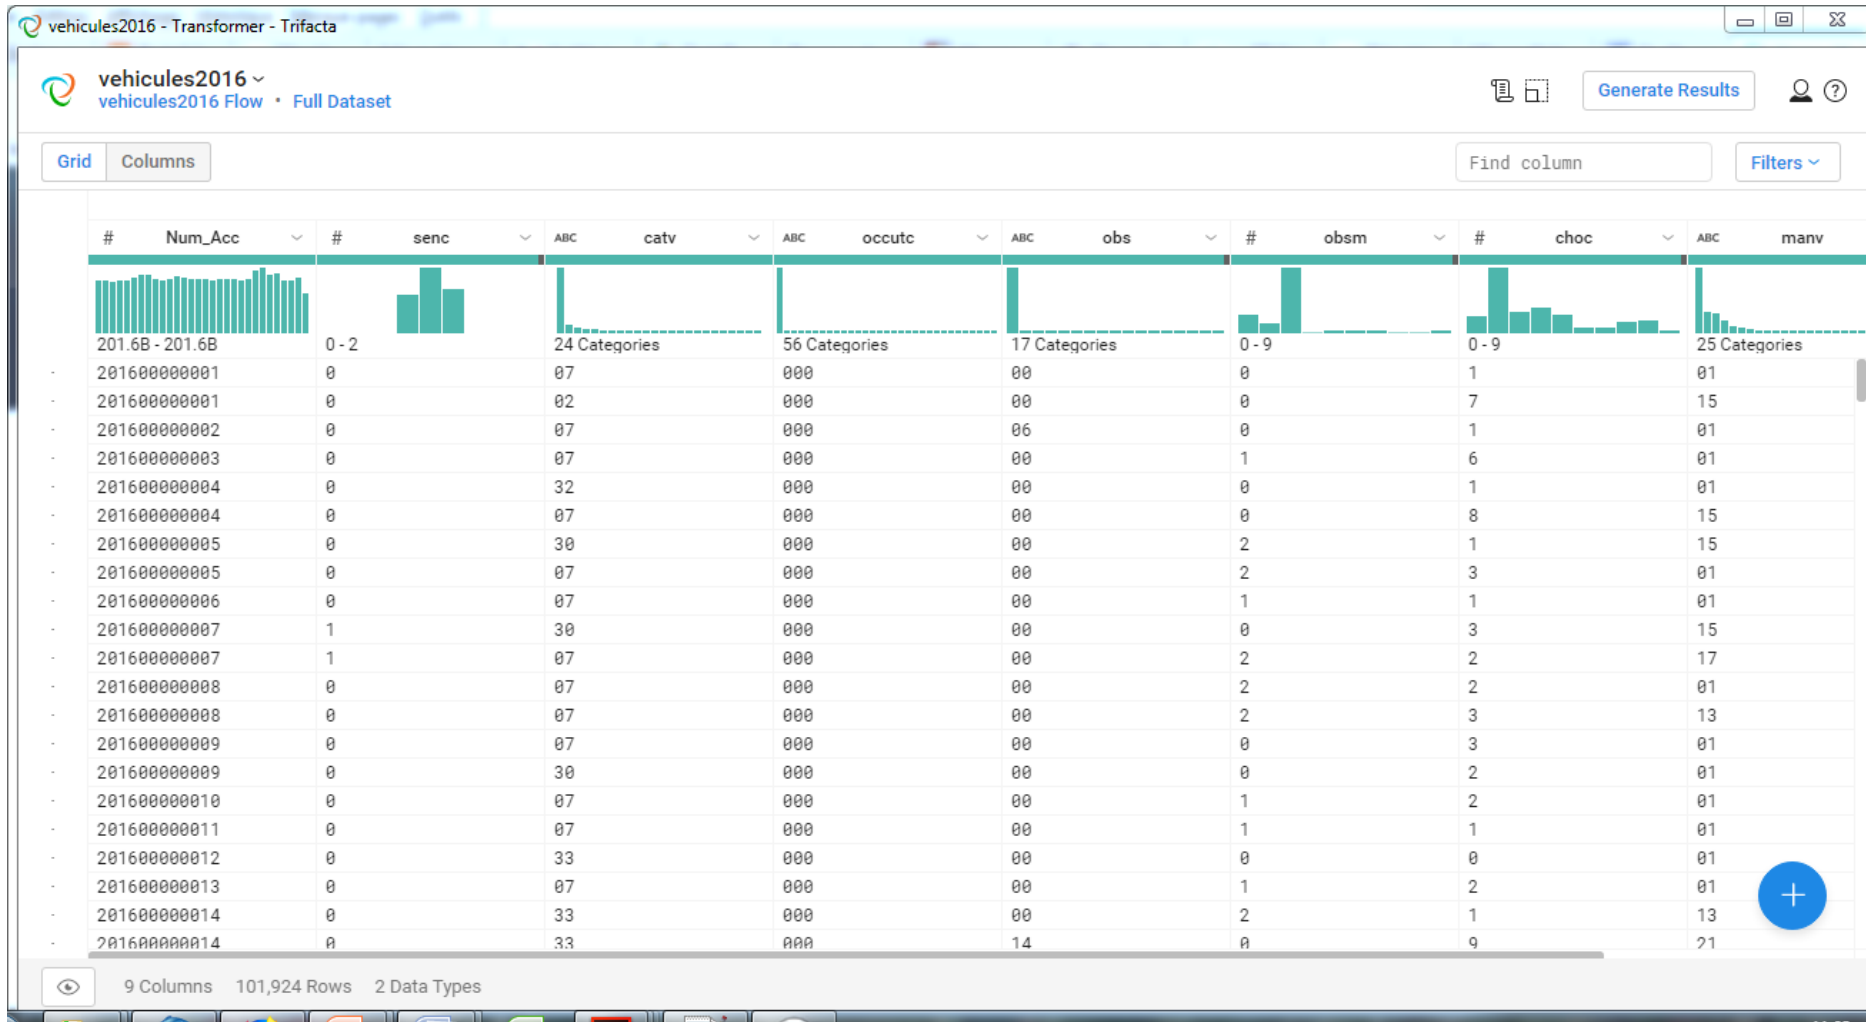 vehicules2016 - Transformer - Trifacta
vehicules2016
vehicules2016 Flow • Full Dataset
Generate Results
Grid Columns
Find column
Filters
# Num_Acc # senc ABC catv ABC occutc ABC obs # obsm # choc ABC manv
201.6B - 201.6B 0 - 2 24 Categories 56 Categories 17 Categories 0 - 9 0 - 9 25 Categories
201600000001 0 07 000 00 0 1 01
201600000001 0 02 000 00 0 7 15
201600000002 0 07 000 06 0 1 01
201600000003 0 07 000 00 1 6 01
201600000004 0 32 000 00 0 1 01
201600000004 0 07 000 00 0 8 15
201600000005 0 30 000 00 2 1 15
201600000005 0 07 000 00 2 3 01
201600000006 0 07 000 00 1 1 01
201600000007 1 30 000 00 0 3 15
201600000007 1 07 000 00 2 2 17
201600000008 0 07 000 00 2 2 01
201600000008 0 07 000 00 2 3 13
201600000009 0 07 000 00 0 3 01
201600000009 0 30 000 00 0 2 01
201600000010 0 07 000 00 1 2 01
201600000011 0 07 000 00 1 1 01
201600000012 0 33 000 00 0 0 01
201600000013 0 07 000 00 1 2 01
201600000014 0 33 000 00 2 1 13
201600000014 0 33 000 14 0 9 21
9 Columns 101,924 Rows 2 Data Types